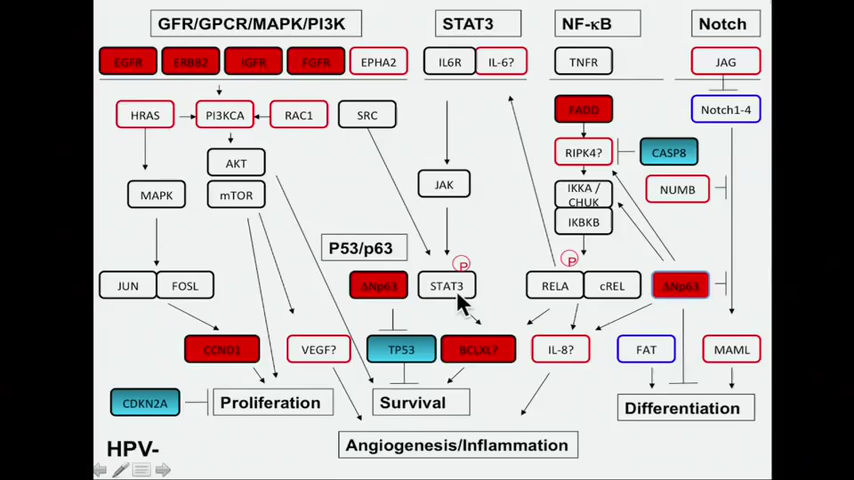 GFR/GPCR/MAPK/PI3K STAT3 NF-κB Notch
EGFR ERBB2 IGFR FGFR EPHA2 IL6R IL-6? TNFR JAG
HRAS PI3KCA RAC1 SRC FADD Notch1-4
AKT RIPK4? CASP8
MAPK mTOR JAK IKKA / CHUK NUMB
IKBKB
P53/p63
P P
JUN FOSL ΔNp63 STAT3 RELA cREL ΔNp63
CCND1 VEGF? TP53 BCLXL? IL-8? FAT MAML
CDKN2A Proliferation Survival Differentiation
Angiogenesis/Inflammation
HPV-